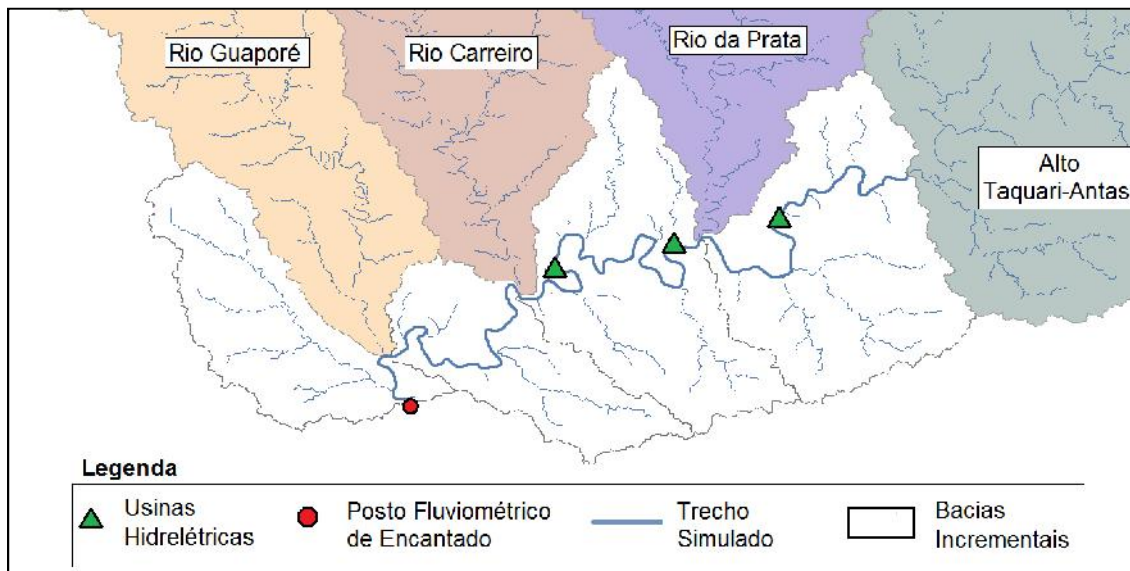 Rio Guaporé
Rio Carreiro
Rio da Prata
Alto
Taquari-Antas
Legenda
Usinas
Hidrelétricas
Posto Fluviométrico
de Encantado
Trecho
Simulado
Bacias
Incrementais